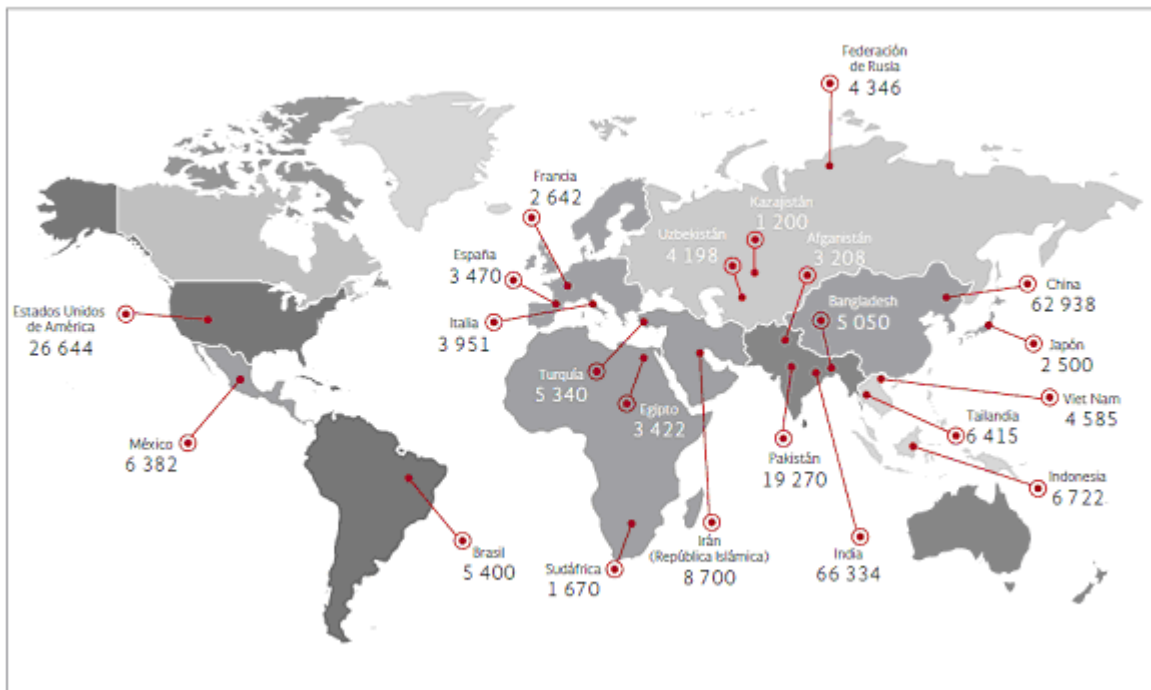 Federación
de Rusia
4 346
Francia
2 642
Kazajistán
1 200
Uzbekistán
4 198
Afganistán
3 208
España
3 470
China
62 938
Bangladesh
5 050
Estados Unidos
de América
26 644
Italia
3 951
Japón
2 500
Turquía
5 340
Viet Nam
4 585
Egipto
3 422
Tailandia
6 415
México
6 382
Pakistán
19 270
Indonesia
6 722
Brasil
5 400
Sudáfrica
1 670
Irán
(República Islámica)
8 700
India
66 334